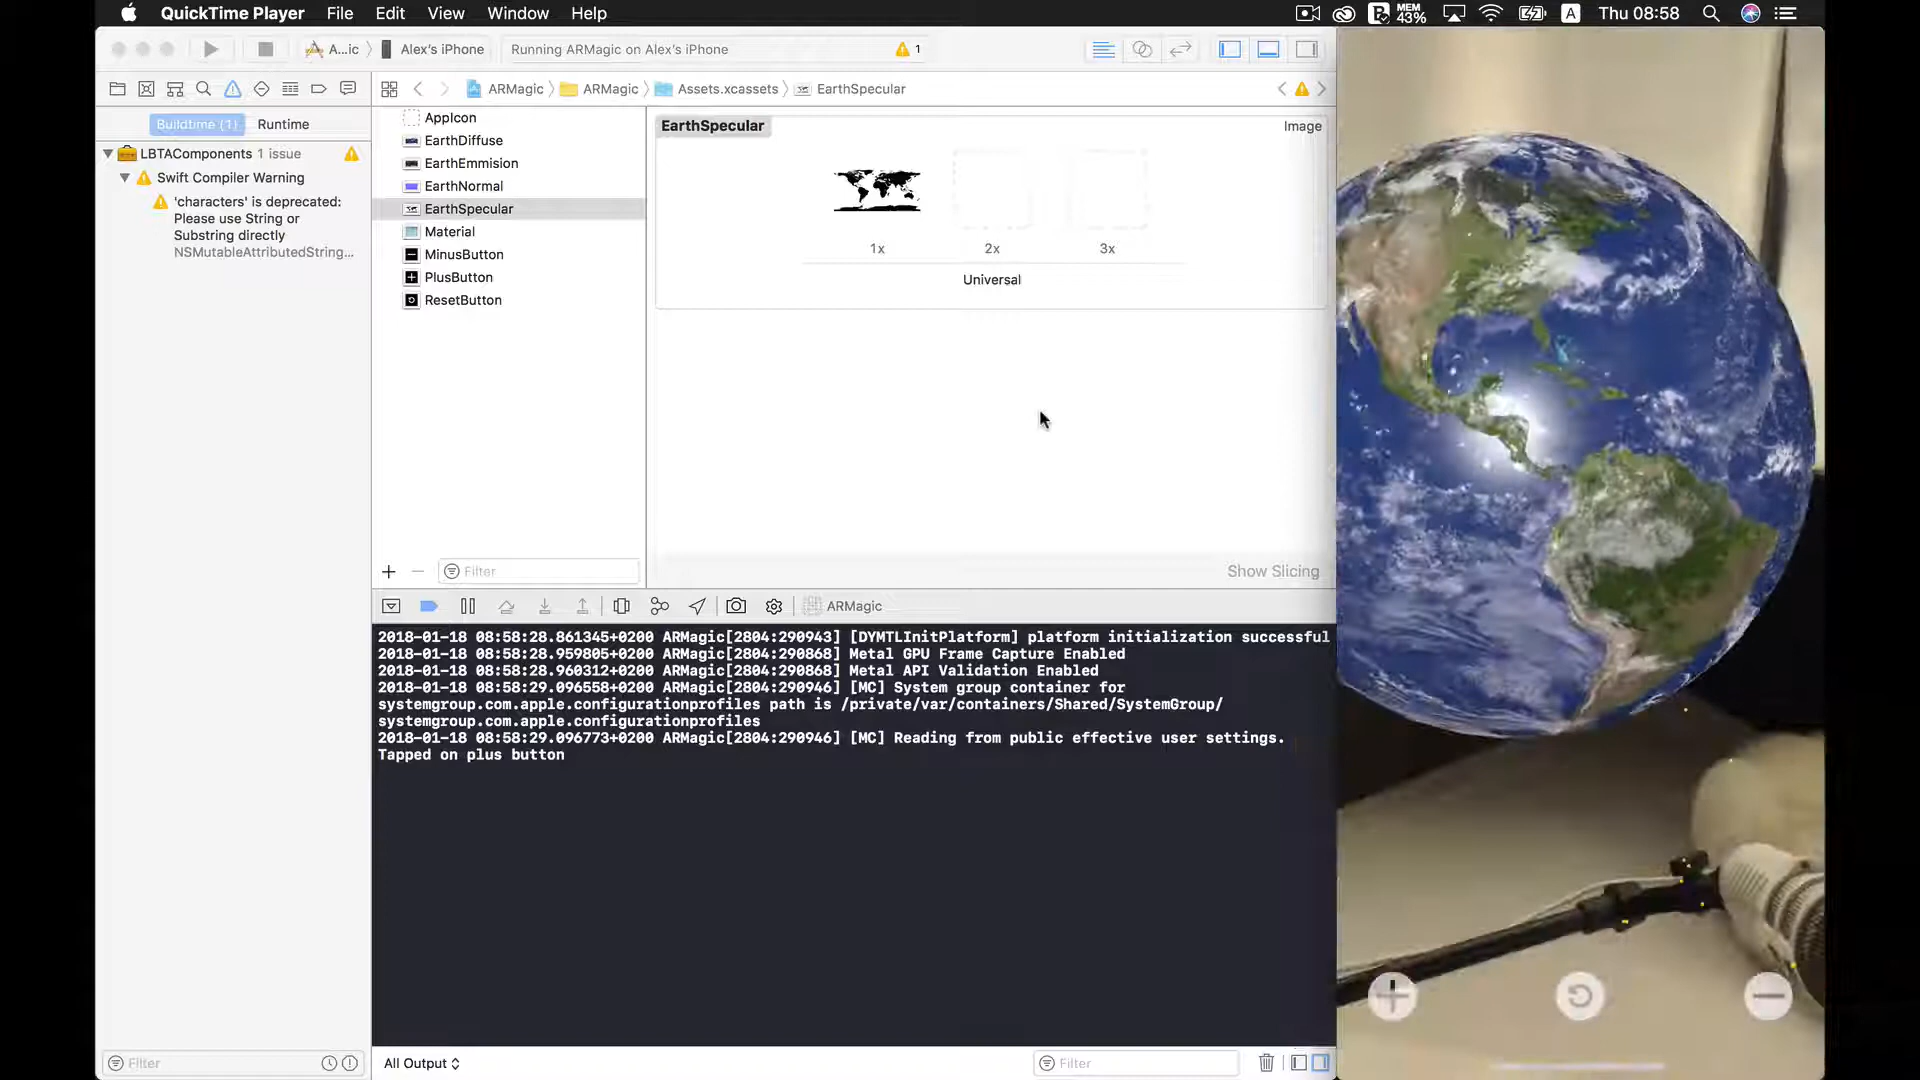 QuickTime Player File Edit View Window Help MEM 43% A Thu 08:58
A...ic Alex's iPhone Running ARMagic on Alex's iPhone 1
ARMagic ARMagic Assets.xcassets EarthSpecular
Buildtime (1) Runtime
LBTAComponents 1 issue
Swift Compiler Warning
'characters' is deprecated:
Please use String or
Substring directly
NSMutableAttributedString...
AppIcon
EarthDiffuse
EarthEmmision
EarthNormal
EarthSpecular
Material
MinusButton
PlusButton
ResetButton
Filter
EarthSpecular Image
1x 2x 3x
Universal
Show Slicing
ARMagic
2018-01-18 08:58:28.861345+0200 ARMagic[2804:290943] [DYMTLInitPlatform] platform initialization successful
2018-01-18 08:58:28.959805+0200 ARMagic[2804:290868] Metal GPU Frame Capture Enabled
2018-01-18 08:58:28.960312+0200 ARMagic[2804:290868] Metal API Validation Enabled
2018-01-18 08:58:29.096558+0200 ARMagic[2804:290946] [MC] System group container for
systemgroup.com.apple.configurationprofiles path is /private/var/containers/Shared/SystemGroup/
systemgroup.com.apple.configurationprofiles
2018-01-18 08:58:29.096773+0200 ARMagic[2804:290946] [MC] Reading from public effective user settings.
Tapped on plus button
Filter
All Output
Filter